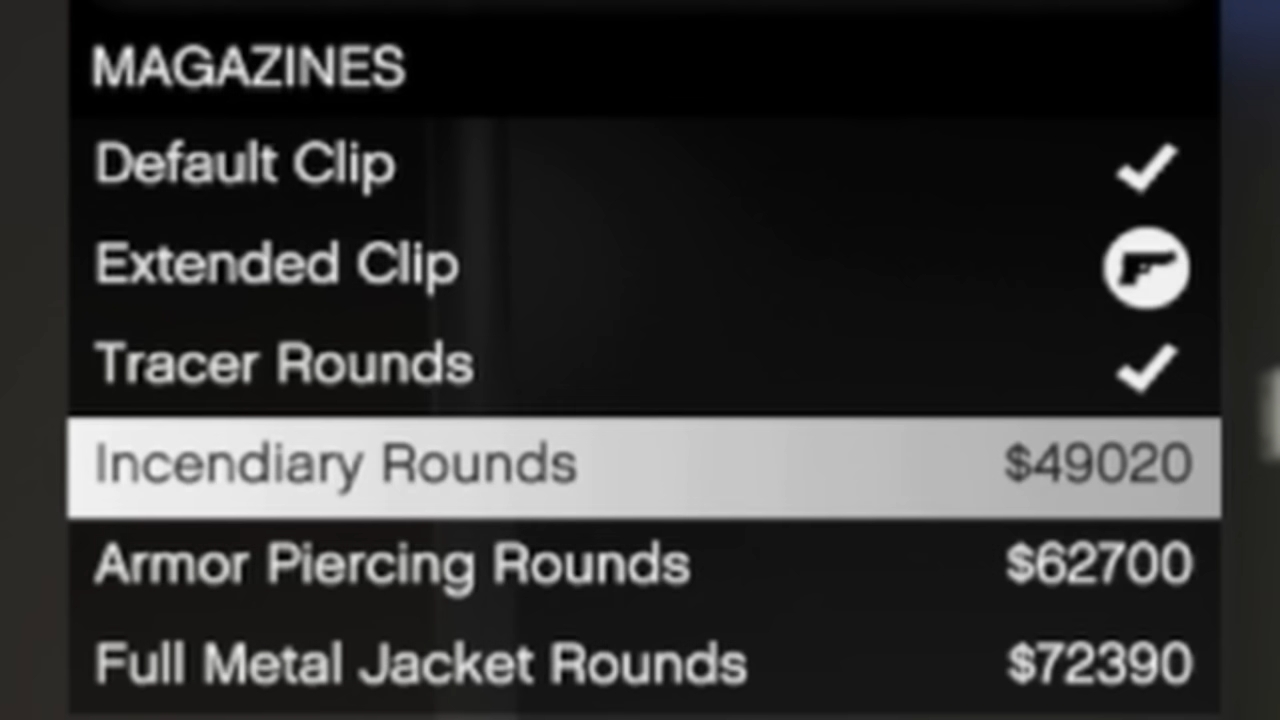 MAGAZINES
Default Clip
Extended Clip
Tracer Rounds
Incendiary Rounds $49020
Armor Piercing Rounds $62700
Full Metal Jacket Rounds $72390